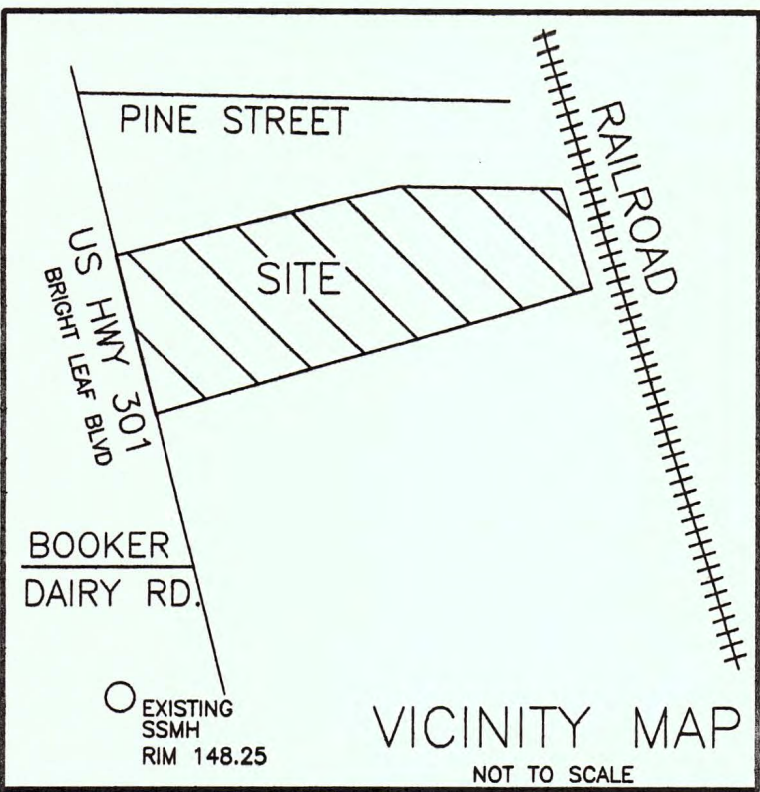 PINE STREET
RAILROAD
SITE
US HWY 301
BRIGHT LEAF BLVD
BOOKER
DAIRY RD.
EXISTING
SSMH
RIM 148.25
VICINITY MAP
NOT TO SCALE